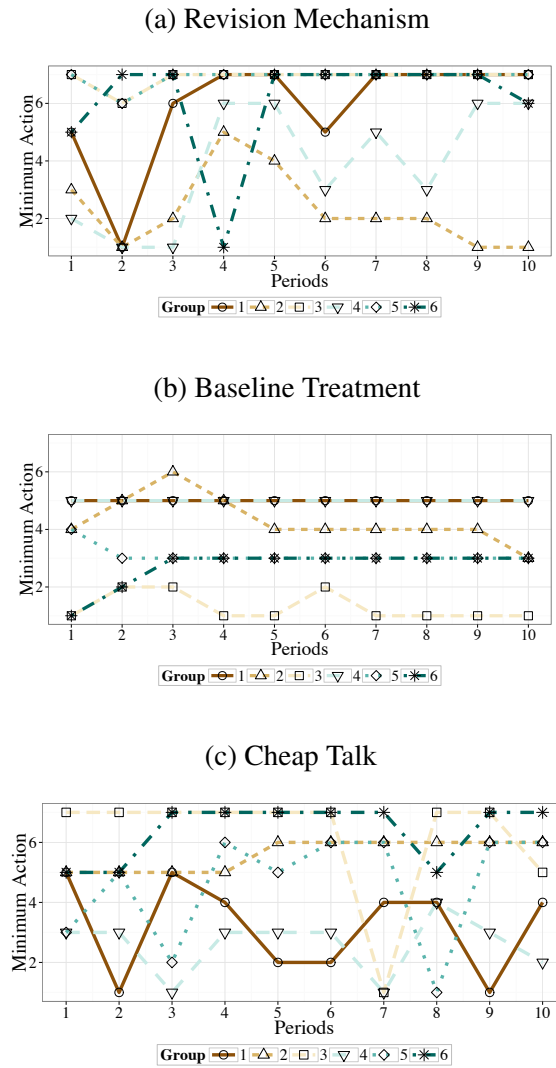 (a) Revision Mechanism
Minimum Action
6
4
2
1 2 3 4 5 6 7 8 9 10
Periods
Group 1 2 3 4 5 6
(b) Baseline Treatment
Minimum Action
6
4
2
1 2 3 4 5 6 7 8 9 10
Periods
Group 1 2 3 4 5 6
(c) Cheap Talk
Minimum Action
6
4
2
1 2 3 4 5 6 7 8 9 10
Periods
Group 1 2 3 4 5 6